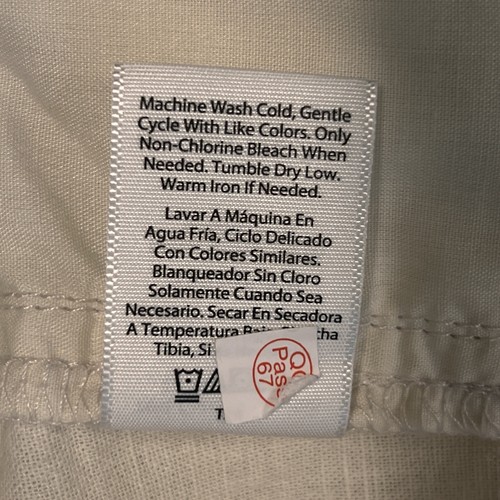 Machine Wash Cold, Gentle
Cycle With Like Colors. Only
Non-Chlorine Bleach When
Needed. Tumble Dry Low.
Warm Iron If Needed.
Lavar A Máquina En
Agua Fría, Ciclo Delicado
Con Colores Similares.
Blanqueador Sin Cloro
Solamente Cuando Sea
Necesario. Secar En Secadora
A Temperatura
Tibia, Si
67